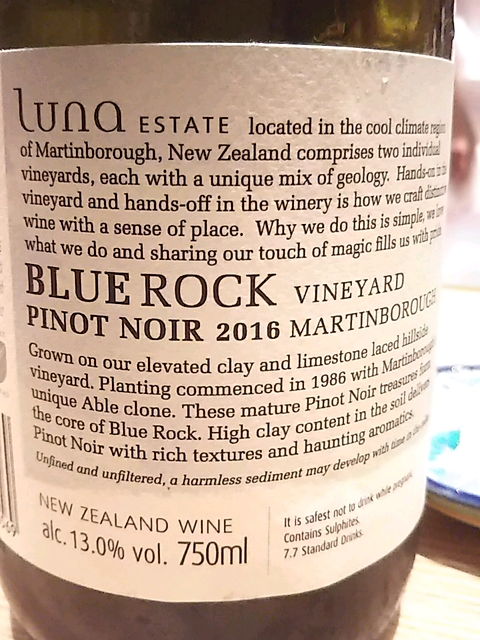 Luna ESTATE located in the cool climate region
of Martinborough, New Zealand comprises two individual
vineyards, each with a unique mix of geology. Hands-on in the
vineyard and hands-off in the winery is how we craft
wine with a sense of place. Why we do this is simple, we love
what we do and sharing our touch of magic fills us with
BLUE ROCK VINEYARD
PINOT NOIR 2016 MARTINBOROUGH
Grown on our elevated clay and limestone laced hillside
vineyard. Planting commenced in 1986 with Martinborough
unique Able clone. These mature Pinot Noir treasures
the core of Blue Rock. High clay content in the soil
Pinot Noir with rich textures and haunting aromatics.
Unfined and unfiltered, a harmless sediment may develop with time in
NEW ZEALAND WINE
alc.13.0% vol. 750ml
It is safest not to drink while pregnant.
Contains Sulphites.
7.7 Standard Drinks.